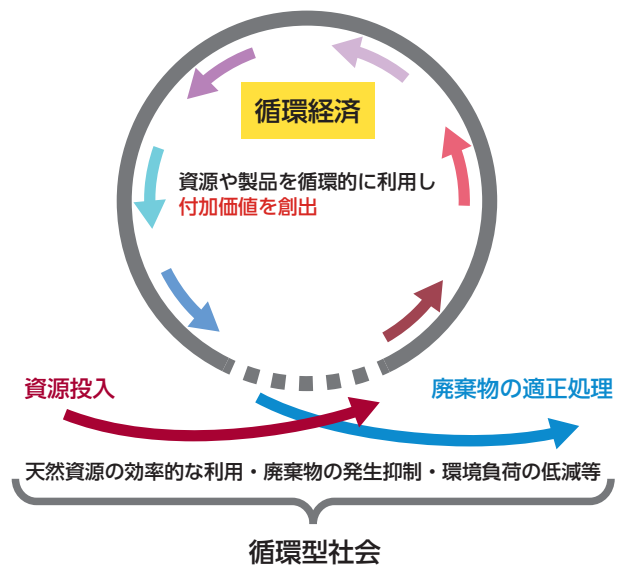 循環経済
資源や製品を循環的に利用し
付加価値を創出
資源投入
廃棄物の適正処理
天然資源の効率的な利用・廃棄物の発生抑制・環境負荷の低減等
循環型社会